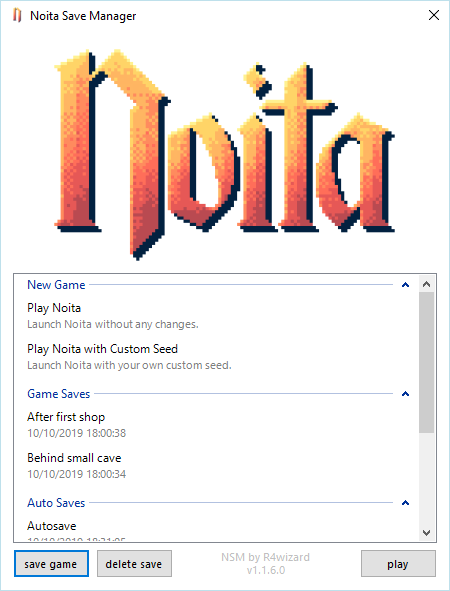 Noita Save Manager
Noita
New Game
Play Noita
Launch Noita without any changes.
Play Noita with Custom Seed
Launch Noita with your own custom seed.
Game Saves
After first shop
10/10/2019 18:00:38
Behind small cave
10/10/2019 18:00:34
Auto Saves
Autosave
save game
delete save
NSM by R4wizard
v1.1.6.0
play